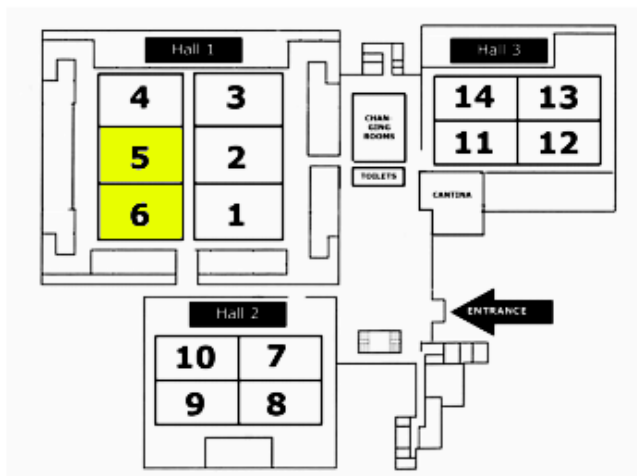 Hall 1
4 3
5 2
6 1
Hall 3
14 13
11 12
CHAN-
GING
ROOMS
TOILETS
CANTINA
ENTRANCE
Hall 2
10 7
9 8